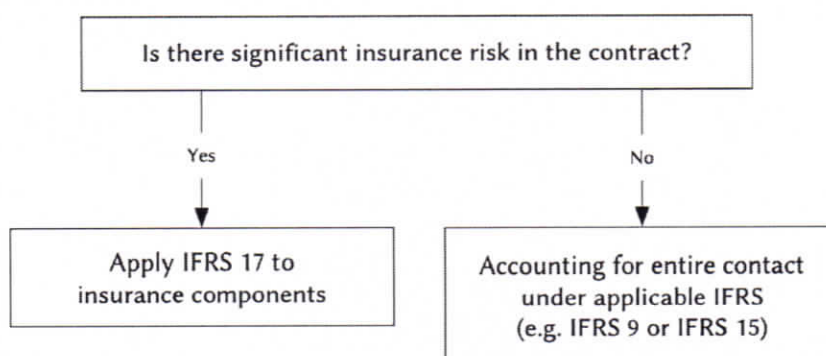 Is there significant insurance risk in the contract?
Yes
No
Apply IFRS 17 to
insurance components
Accounting for entire contact
under applicable IFRS
(e.g. IFRS 9 or IFRS 15)